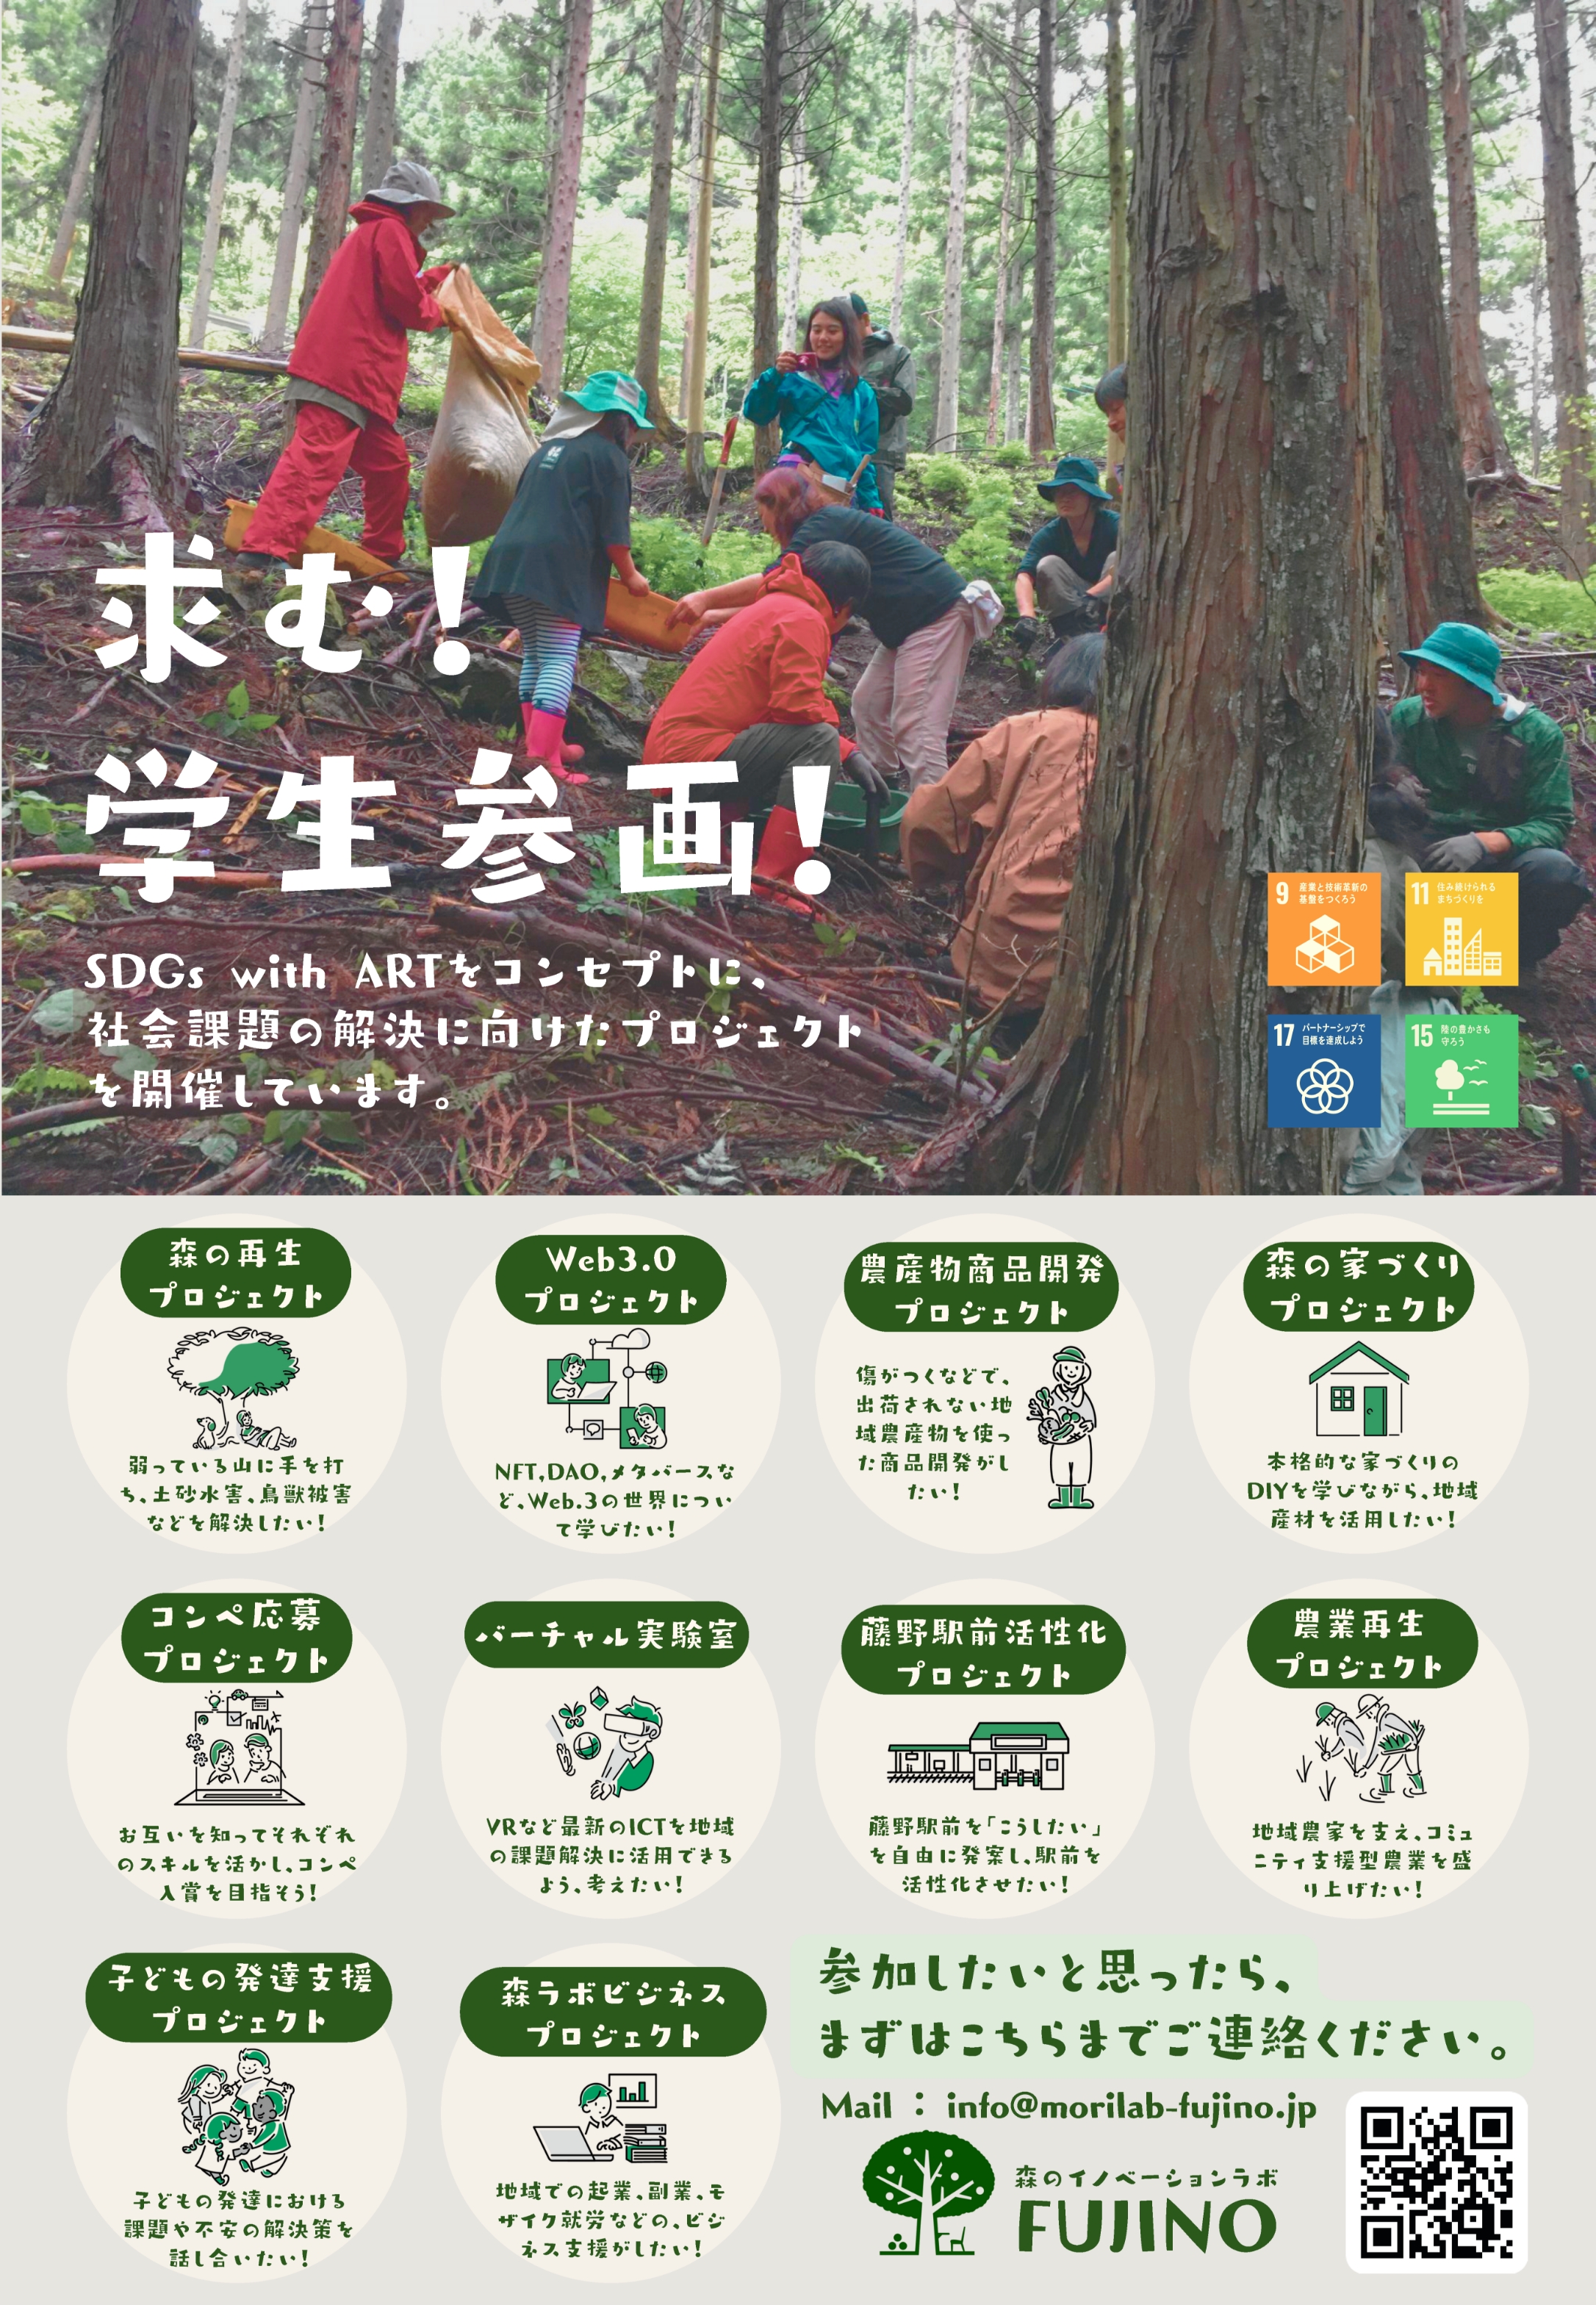 求む!
学生参画!
SDGs with ARTをコンセプトに、
社会課題の解決に向けたプロジェクト
を開催しています。
9 産業と技術革新の
基盤をつくろう
11 住み続けられる
まちづくりを
17 パートナーシップで
目標を達成しよう
15 陸の豊かさも
守ろう
森の再生
プロジェクト
弱っている山に手を打
ち、土砂水害、鳥獣被害
などを解決したい!
Web3.0
プロジェクト
NFT,DAO,メタバースな
ど、Web.3の世界につい
て学びたい!
農産物商品開発
プロジェクト
傷がつくなどで、
出荷されない地
域農産物を使っ
た商品開発がし
たい!
森の家づくり
プロジェクト
本格的な家づくりの
DIYを学びながら、地域
産材を活用したい!
コンペ応募
プロジェクト
お互いを知ってそれぞれ
のスキルを活かし、コンペ
入賞を目指そう!
バーチャル実験室
VRなど最新のICTを地域
の課題解決に活用できる
よう、考えたい!
藤野駅前活性化
プロジェクト
藤野駅前を「こうしたい」
を自由に発案し、駅前を
活性化させたい!
農業再生
プロジェクト
地域農家を支え、コミュ
ニティ支援型農業を盛
り上げたい!
子どもの発達支援
プロジェクト
子どもの発達における
課題や不安の解決策を
話し合いたい!
森ラボビジネス
プロジェクト
地域での起業、副業、モ
ザイク就労などの、ビジ
ネス支援がしたい!
参加したいと思ったら、
まずはこちらまでご連絡ください。
Mail : info@morilab-fujino.jp
森のイノベーションラボ
FUJINO